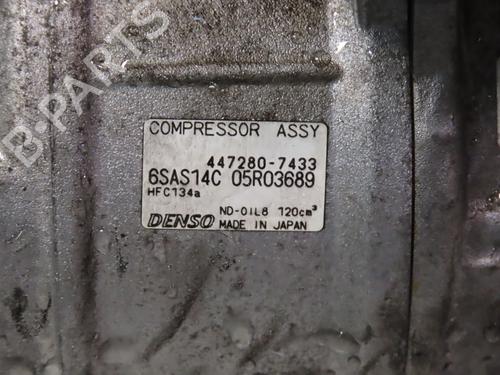 B-PARTS
COMPRESSOR ASSY
447280-7433
6SAS14C 05R03689
HFC134a
ND-OIL8 120cm³
DENSO MADE IN JAPAN